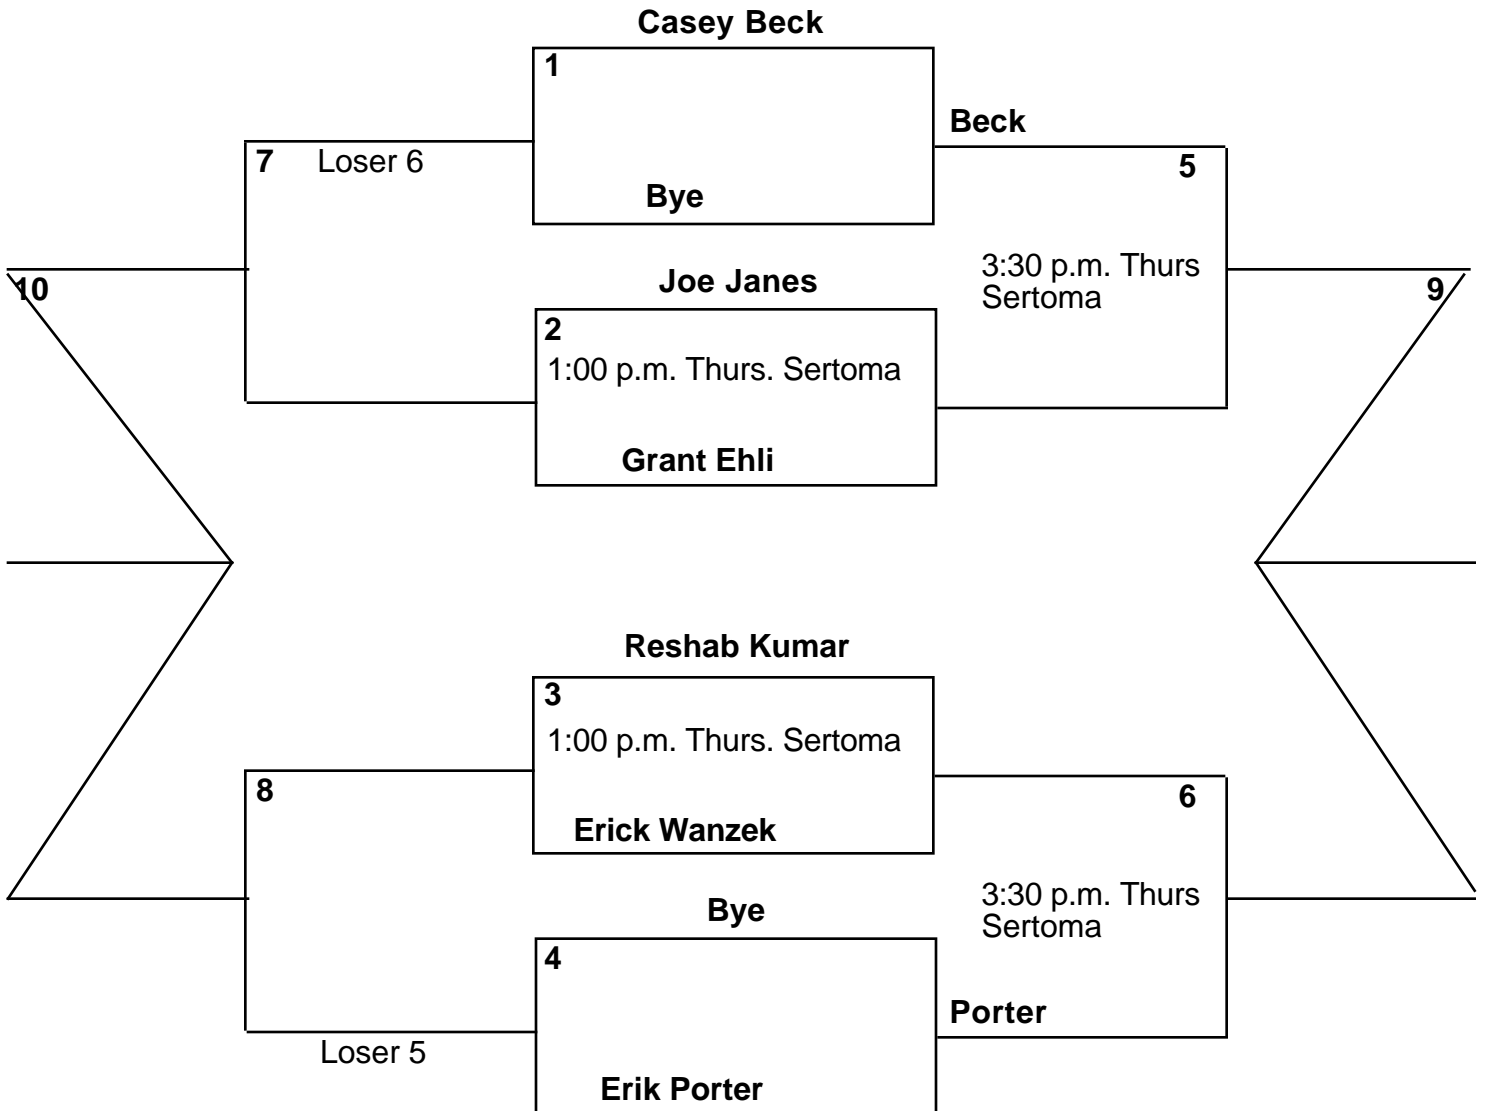 Casey Beck
1
Beck
7 Loser 6
5
Bye
3:30 p.m. Thurs
Sertoma
Joe Janes
10
9
2
1:00 p.m. Thurs. Sertoma
Grant Ehli
Reshab Kumar
3
1:00 p.m. Thurs. Sertoma
8
6
Erick Wanzek
3:30 p.m. Thurs
Sertoma
Bye
4
Porter
Loser 5
Erik Porter